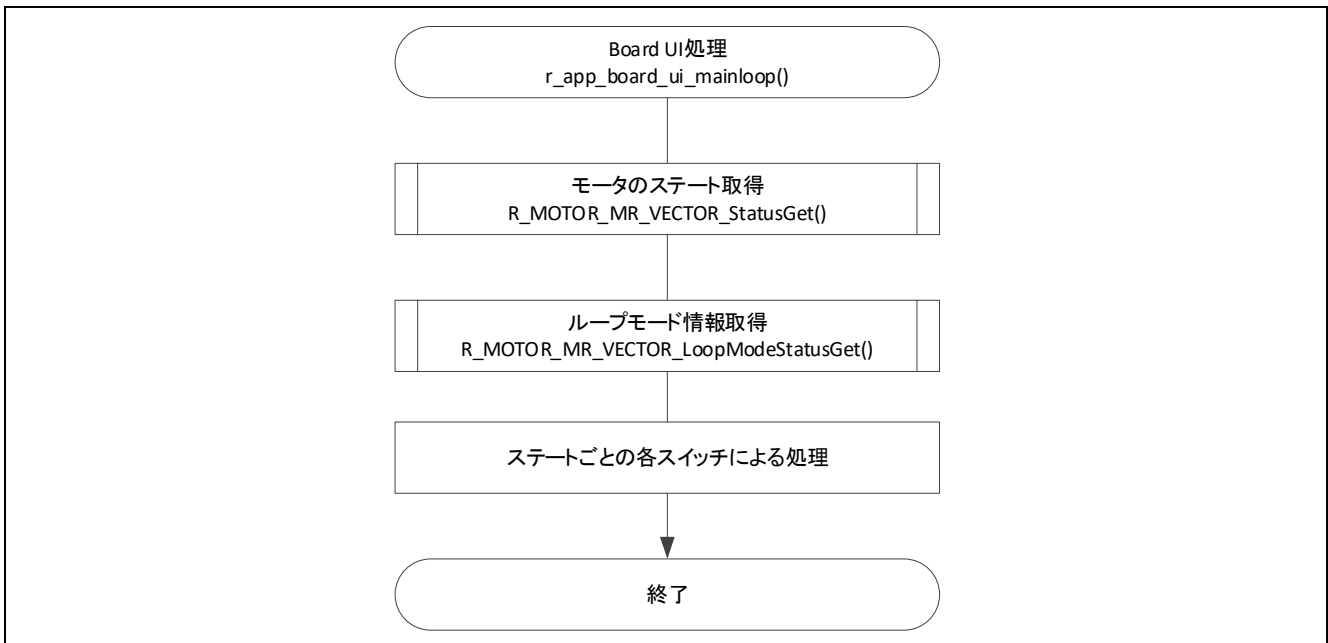 Board UI処理
r_app_board_ui_mainloop()
モータのステート取得
R_MOTOR_MR_VECTOR_StatusGet()
ループモード情報取得
R_MOTOR_MR_VECTOR_LoopModeStatusGet()
ステートごとの各スイッチによる処理
終了